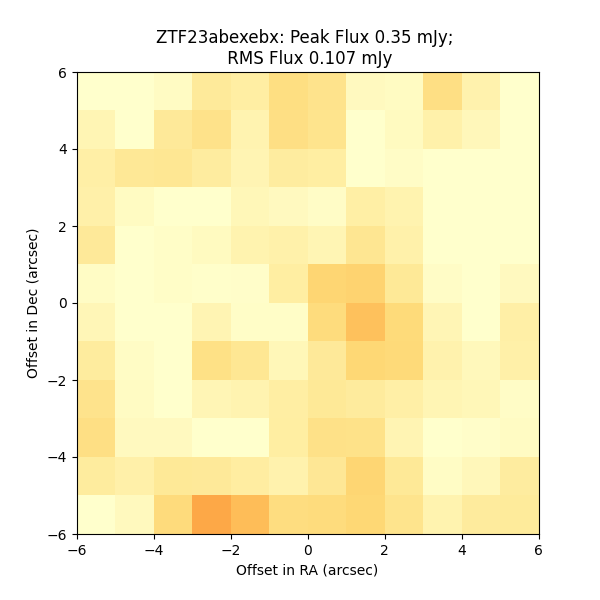 ZTF23abexebx: Peak Flux 0.35 mJy;
RMS Flux 0.107 mJy
6
4
2
0
−2
−4
−6
Offset in Dec (arcsec)
−6 −4 −2 0 2 4 6
Offset in RA (arcsec)